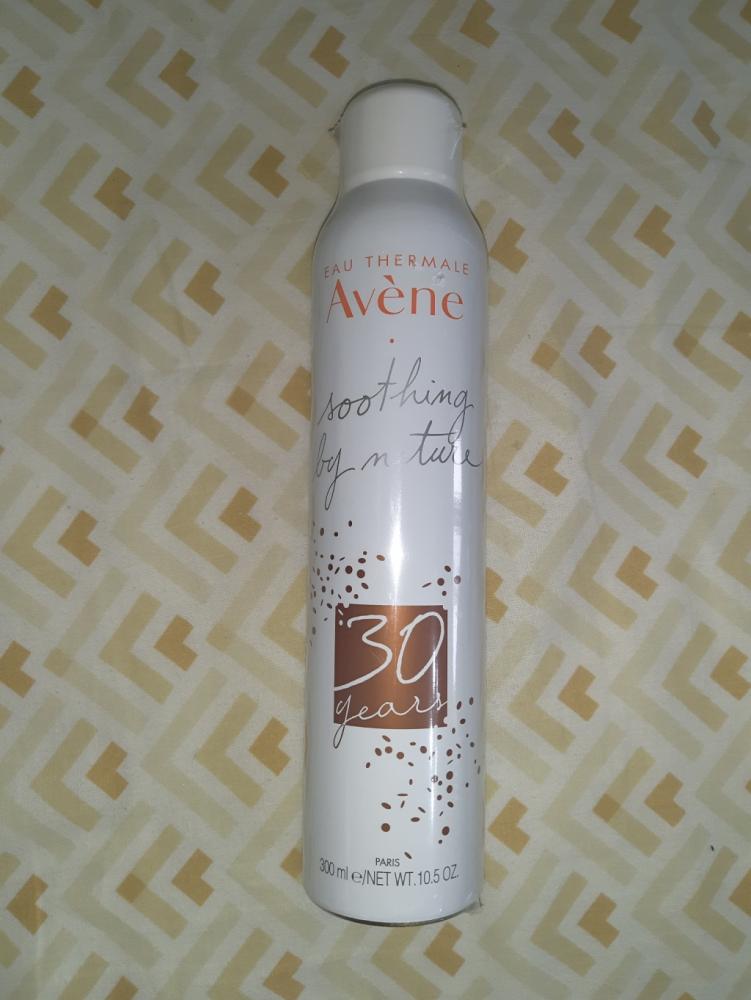 EAU THERMALE
Avène
soothing
by nature
30
years
PARIS
300 ml e/NET WT.10.5 OZ.